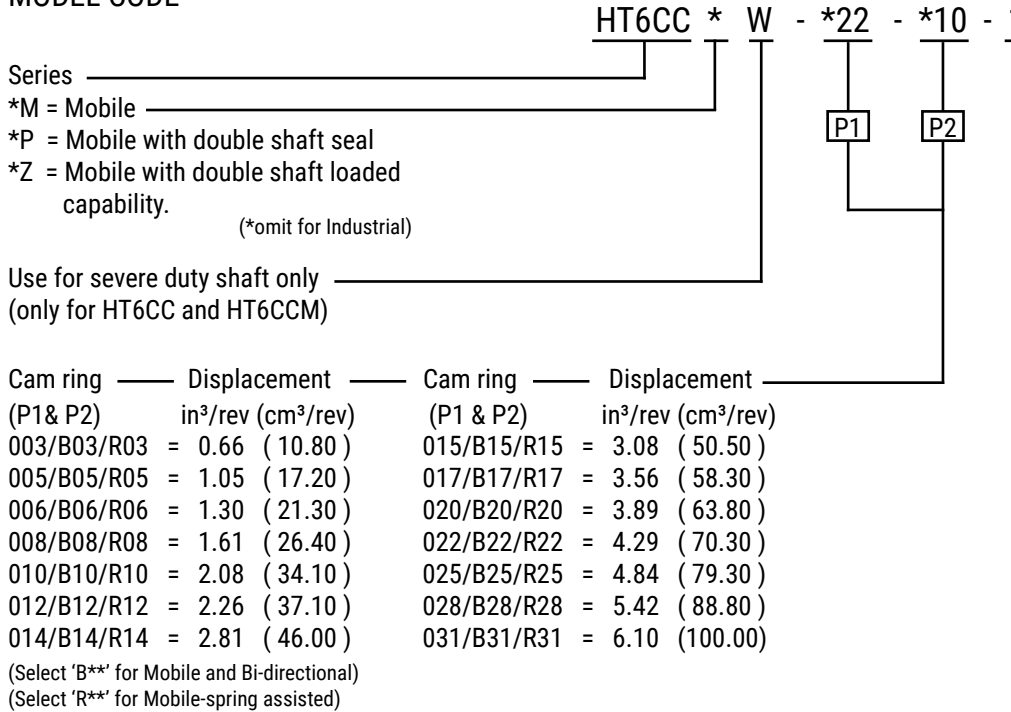 MODEL CODE
HT6CC * W - *22 - *10 -
Series
*M = Mobile
*P = Mobile with double shaft seal
*Z = Mobile with double shaft loaded
capability.
(*omit for Industrial)
P1 P2
Use for severe duty shaft only
(only for HT6CC and HT6CCM)
Cam ring Displacement Cam ring Displacement
(P1& P2) in³/rev (cm³/rev) (P1 & P2) in³/rev (cm³/rev)
003/B03/R03 = 0.66 ( 10.80 ) 015/B15/R15 = 3.08 ( 50.50 )
005/B05/R05 = 1.05 ( 17.20 ) 017/B17/R17 = 3.56 ( 58.30 )
006/B06/R06 = 1.30 ( 21.30 ) 020/B20/R20 = 3.89 ( 63.80 )
008/B08/R08 = 1.61 ( 26.40 ) 022/B22/R22 = 4.29 ( 70.30 )
010/B10/R10 = 2.08 ( 34.10 ) 025/B25/R25 = 4.84 ( 79.30 )
012/B12/R12 = 2.26 ( 37.10 ) 028/B28/R28 = 5.42 ( 88.80 )
014/B14/R14 = 2.81 ( 46.00 ) 031/B31/R31 = 6.10 (100.00)
(Select ‘B**’ for Mobile and Bi-directional)
(Select ‘R**’ for Mobile-spring assisted)